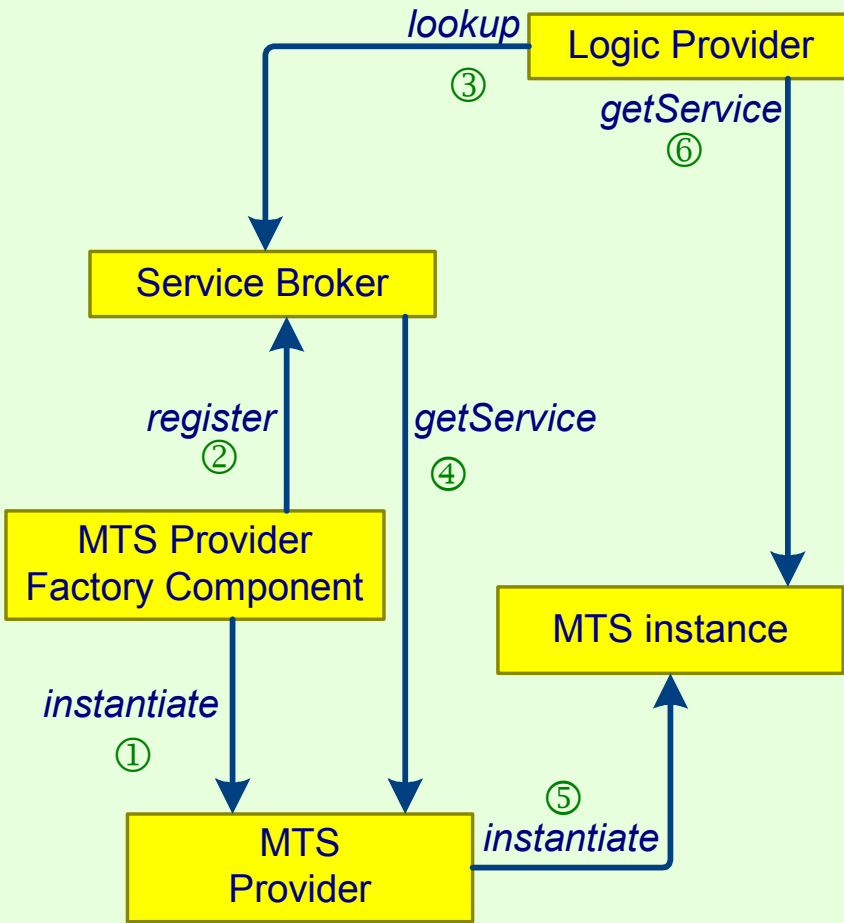 lookup
Logic Provider
③
getService
⑥
Service Broker
register
②
getService
④
MTS Provider
Factory Component
MTS instance
instantiate
①
⑤
instantiate
MTS
Provider